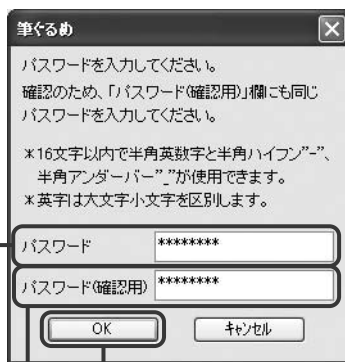 筆ぐるめ
パスワードを入力してください。
確認のため、「パスワード(確認用)」欄にも同じ
パスワードを入力してください。
*16文字以内で半角英数字と半角ハイフン"-"、
半角アンダーバー"_"が使用できます。
*英字は大文字小文字を区別します。
パスワード ********
パスワード(確認用) ********
OK キャンセル